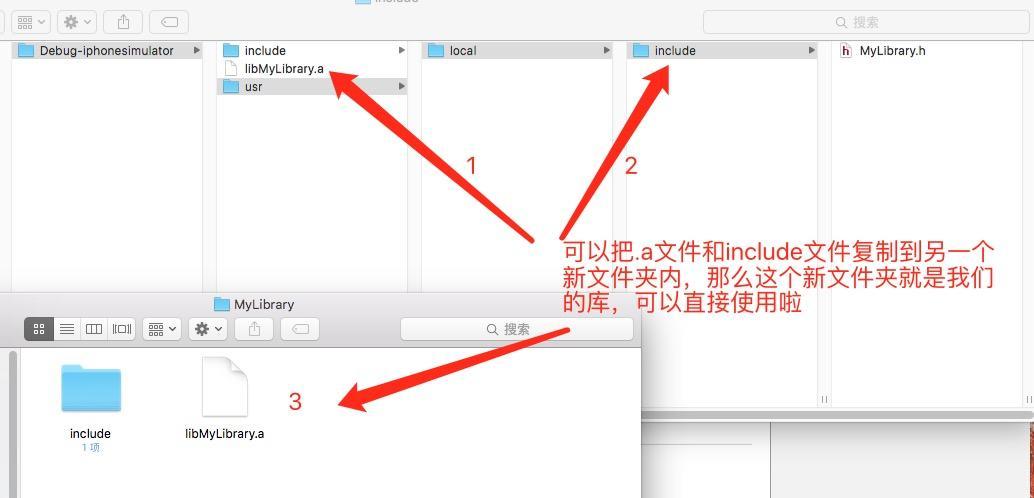 include
搜索
Debug-iphonesimulator
include
local
include
MyLibrary.h
libMyLibrary.a
usr
1
2
可以把.a文件和include文件复制到另一个
新文件夹内，那么这个新文件夹就是我们
的库，可以直接使用啦
MyLibrary
搜索
3
include
libMyLibrary.a
1 项